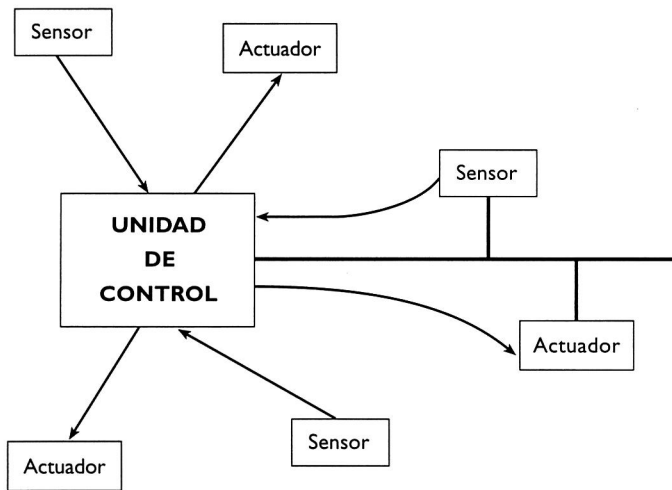 Sensor
Actuador
Sensor
UNIDAD
DE
CONTROL
Actuador
Sensor
Actuador